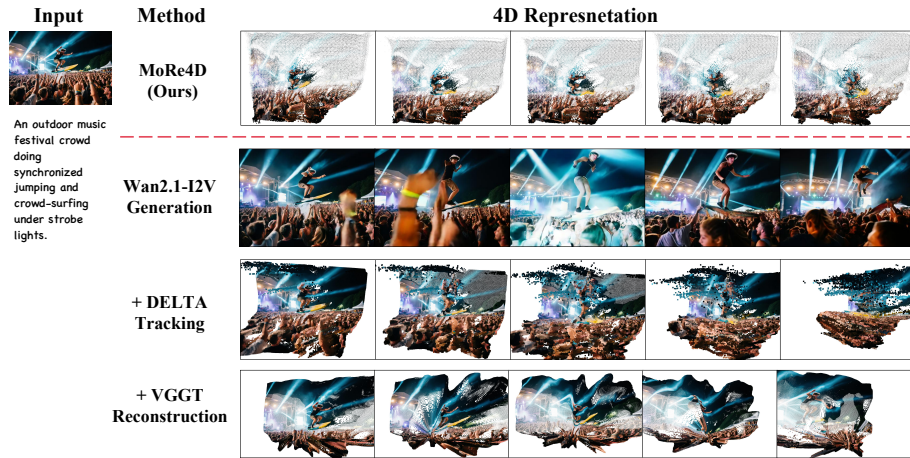 Input
Method
4D Represnetation
MoRe4D
(Ours)
An outdoor music
festival crowd
doing
synchronized
jumping and
crowd-surfing
under strobe
lights.
Wan2.1-I2V
Generation
+ DELTA
Tracking
+ VGGT
Reconstruction